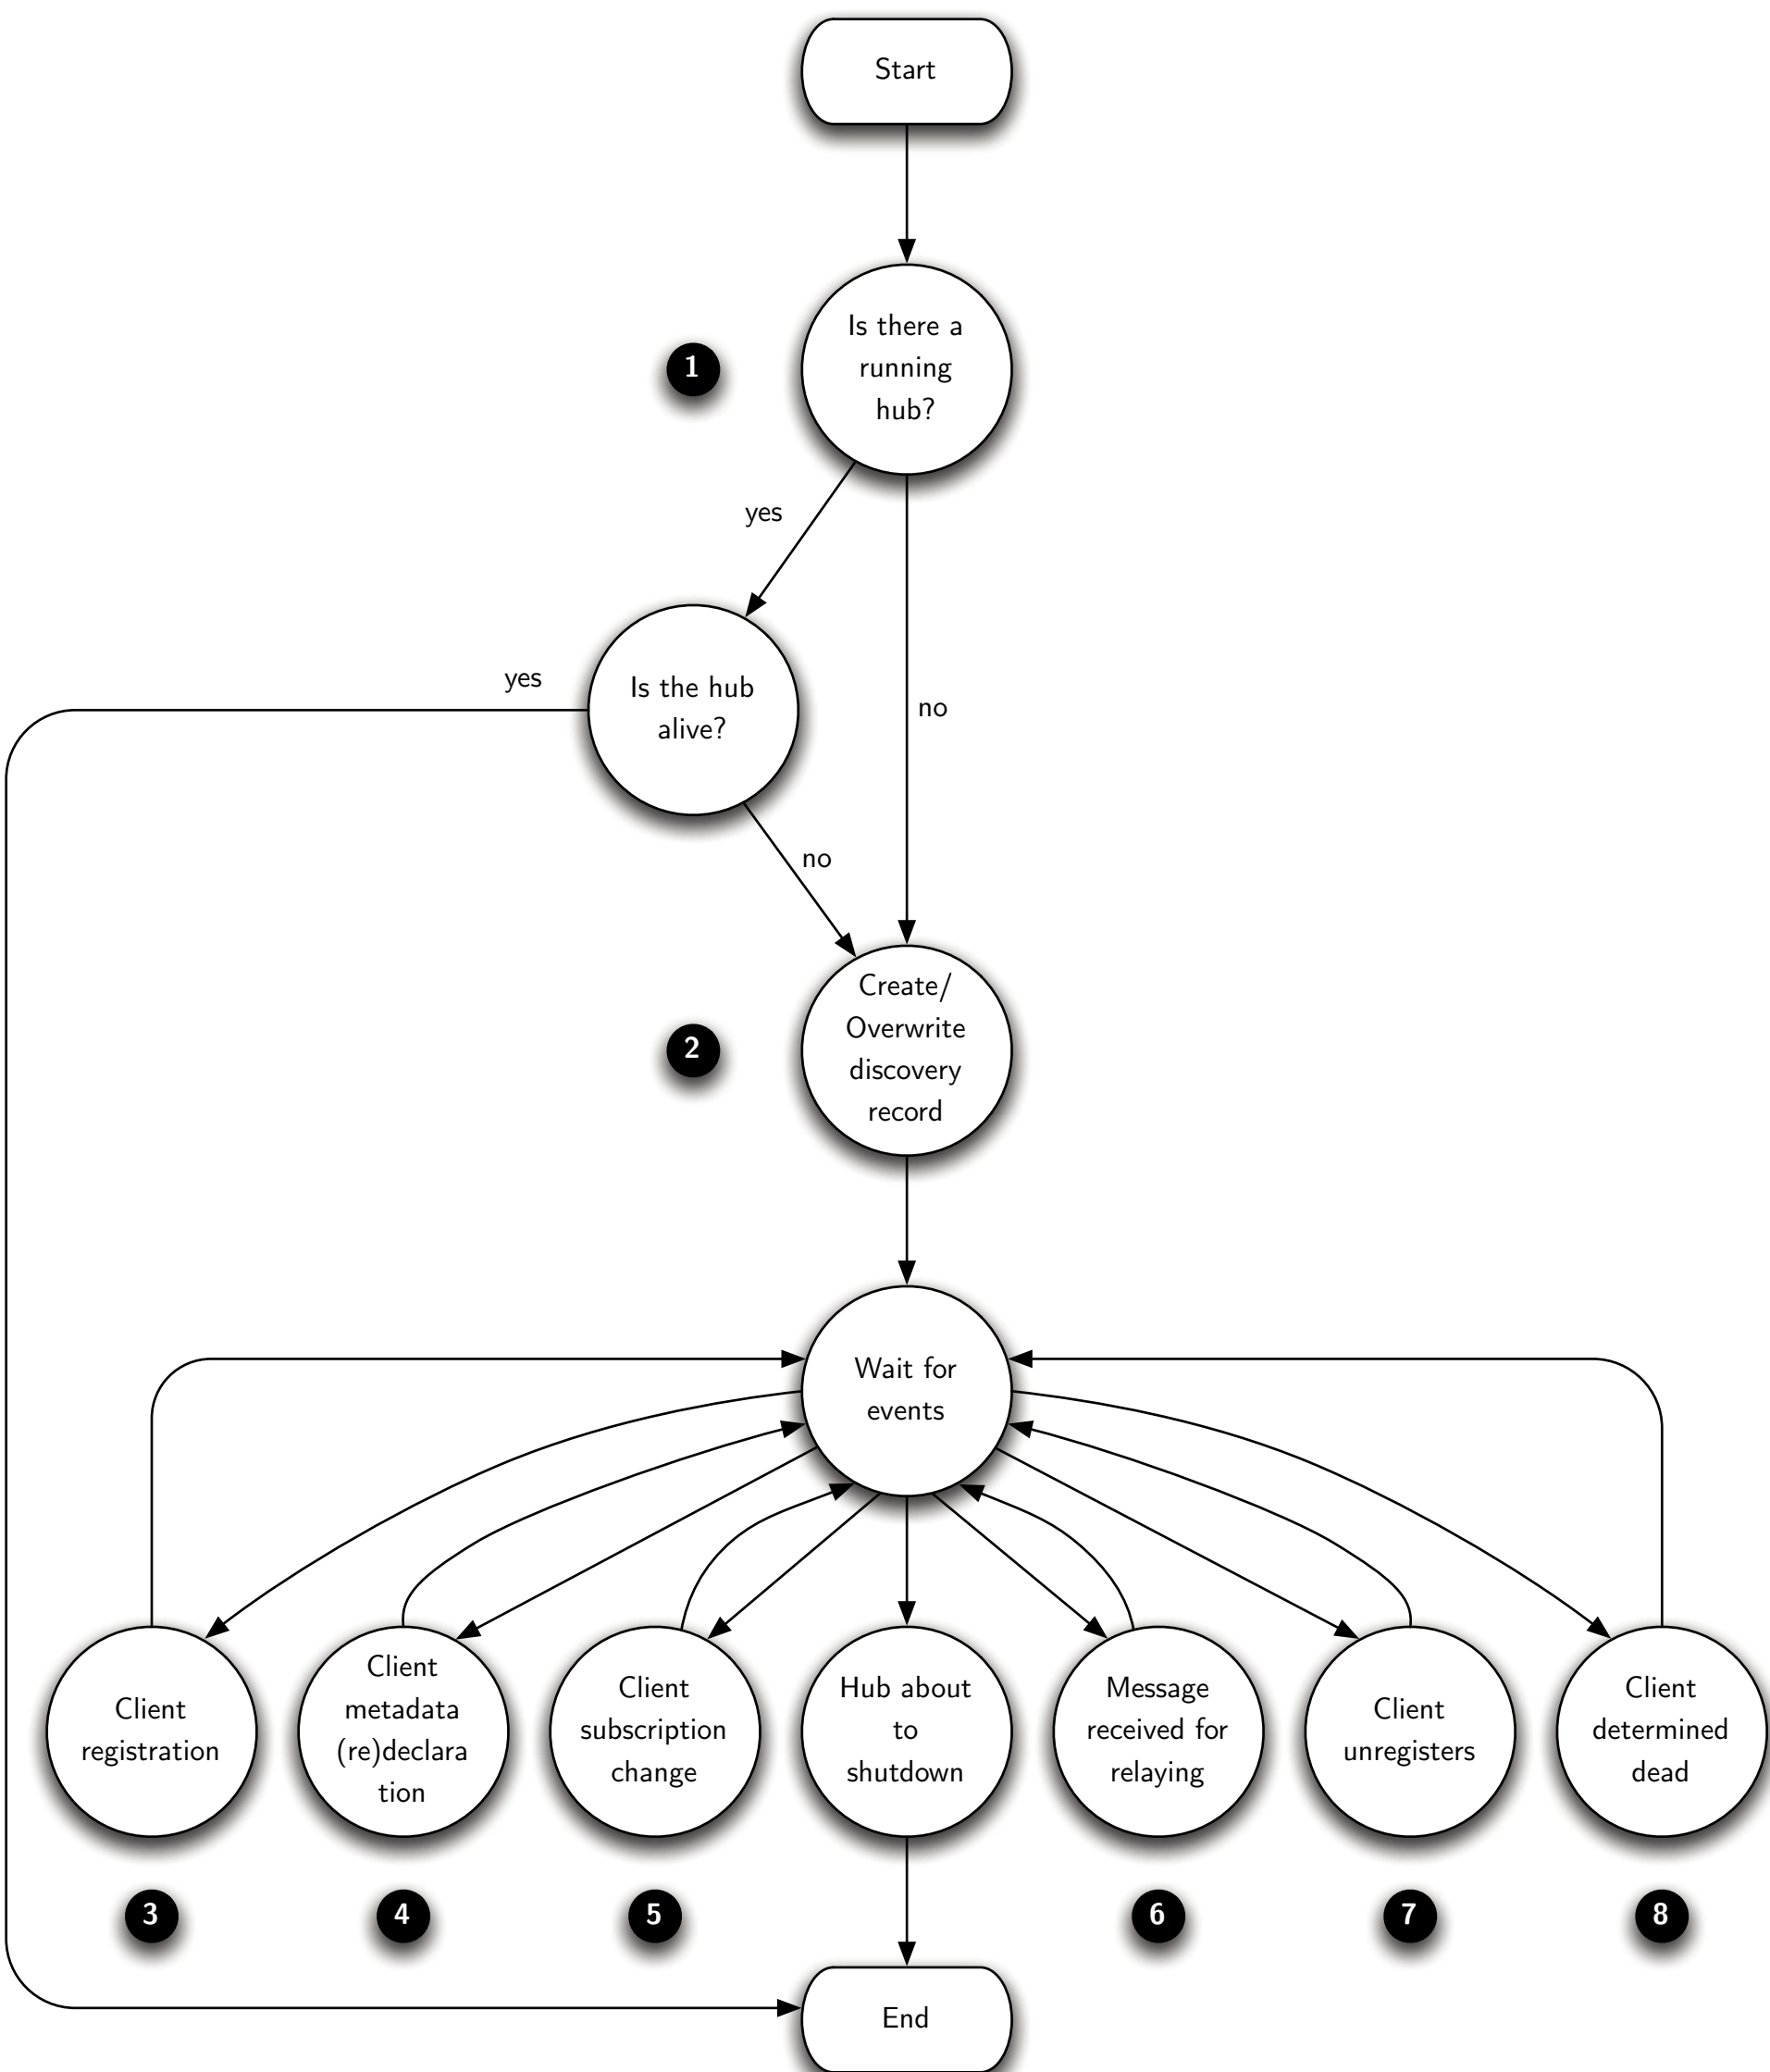 Start
Is there a
running
hub?
1
yes
no
Is the hub
alive?
yes
no
Create/
Overwrite
discovery
record
2
Wait for
events
Client
registration
Client
metadata
(re)declara
tion
Client
subscription
change
Hub about
to
shutdown
Message
received for
relaying
Client
unregisters
Client
determined
dead
3
4
5
6
7
8
End